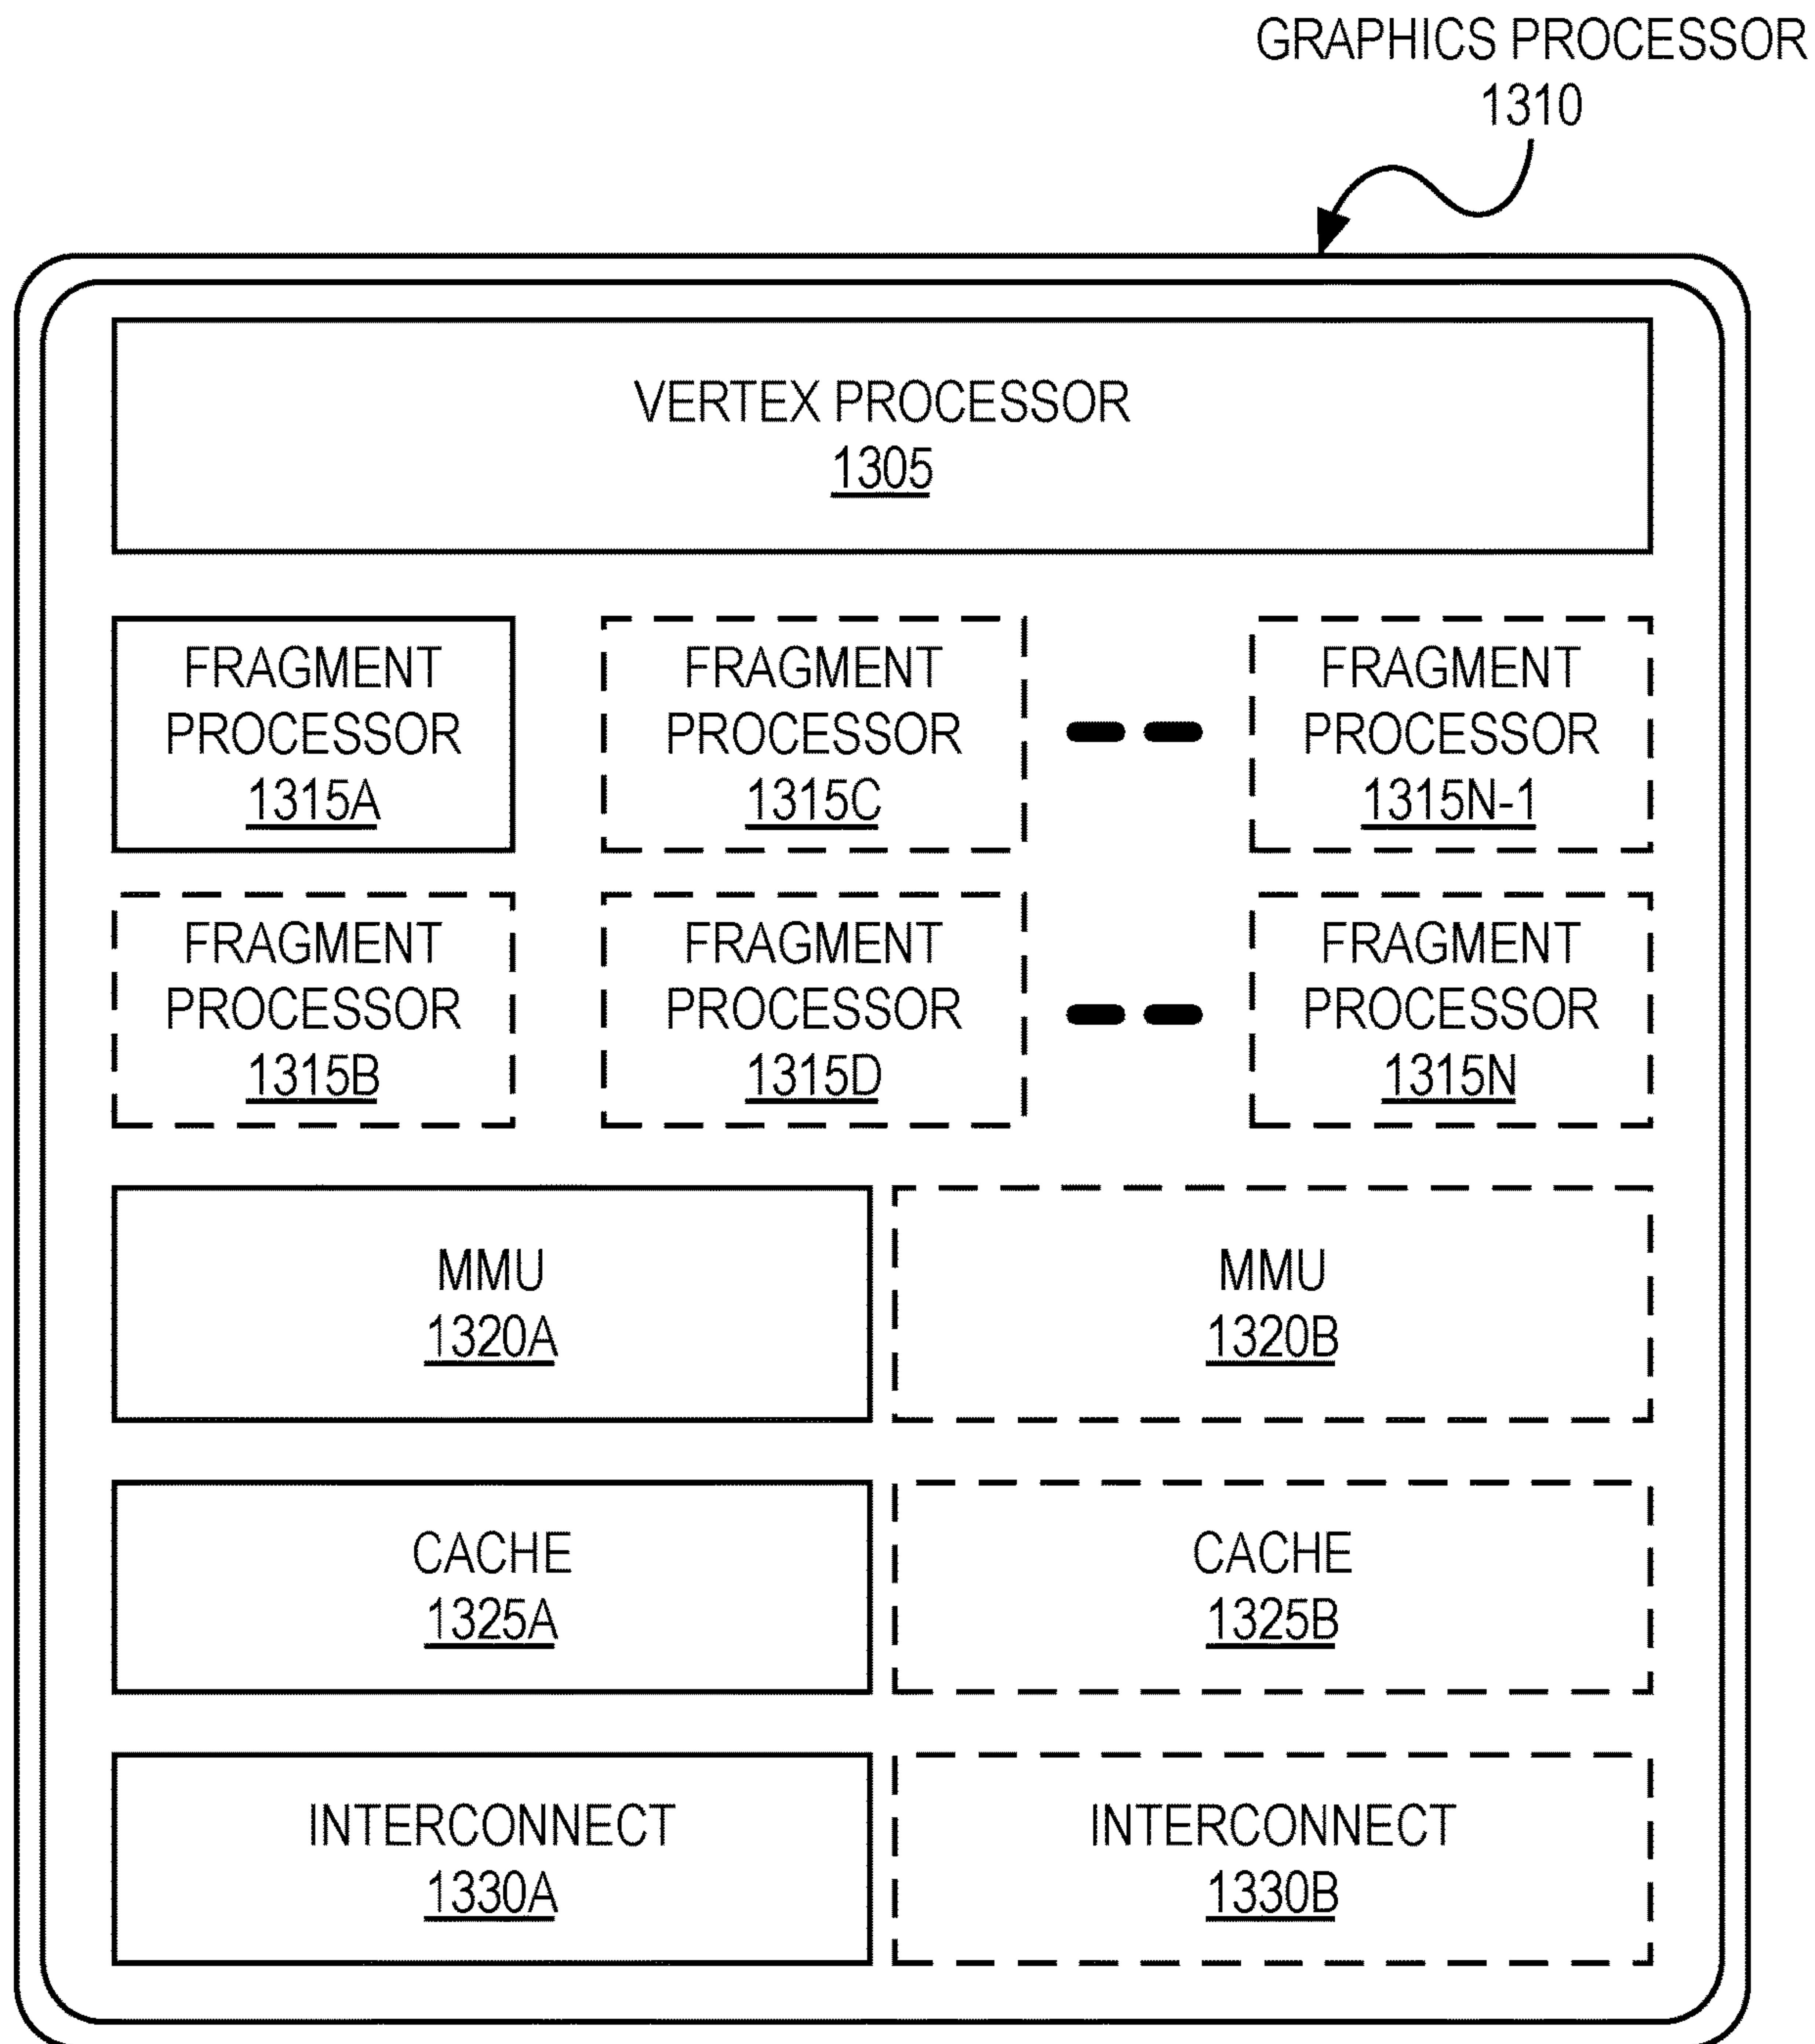 GRAPHICS PROCESSOR
1310
VERTEX PROCESSOR
1305
FRAGMENT
PROCESSOR
1315A
FRAGMENT
PROCESSOR
1315C
FRAGMENT
PROCESSOR
1315N-1
FRAGMENT
PROCESSOR
1315B
FRAGMENT
PROCESSOR
1315D
FRAGMENT
PROCESSOR
1315N
MMU
1320A
MMU
1320B
CACHE
1325A
CACHE
1325B
INTERCONNECT
1330A
INTERCONNECT
1330B